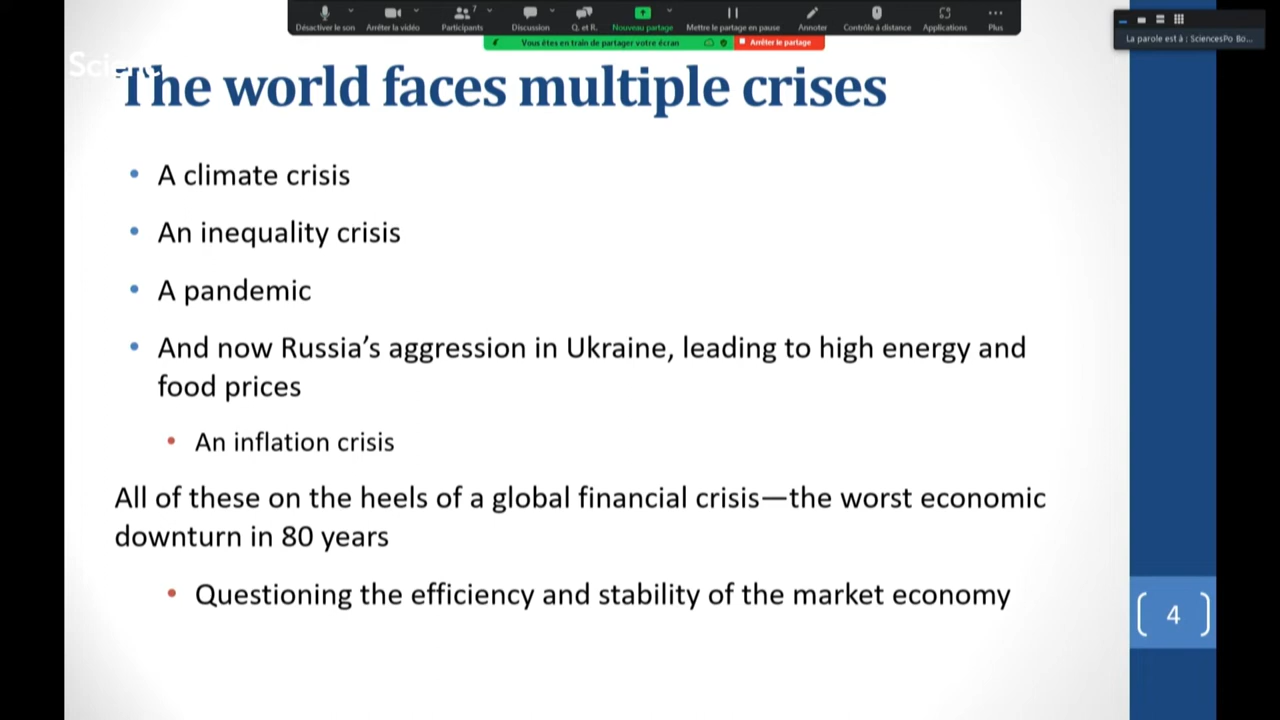 Désactiver le son
Arrêter la vidéo
Participants
7
Discussion
Q. et R.
Nouveau partage
Mettre le partage en pause
Annoter
Contrôle à distance
Applications
Plus
Vous êtes en train de partager votre écran
Arrêter le partage
La parole est à : SciencesPo Bo...
The world faces multiple crises
• A climate crisis
• An inequality crisis
• A pandemic
• And now Russia’s aggression in Ukraine, leading to high energy and
food prices
• An inflation crisis
All of these on the heels of a global financial crisis—the worst economic
downturn in 80 years
• Questioning the efficiency and stability of the market economy
4